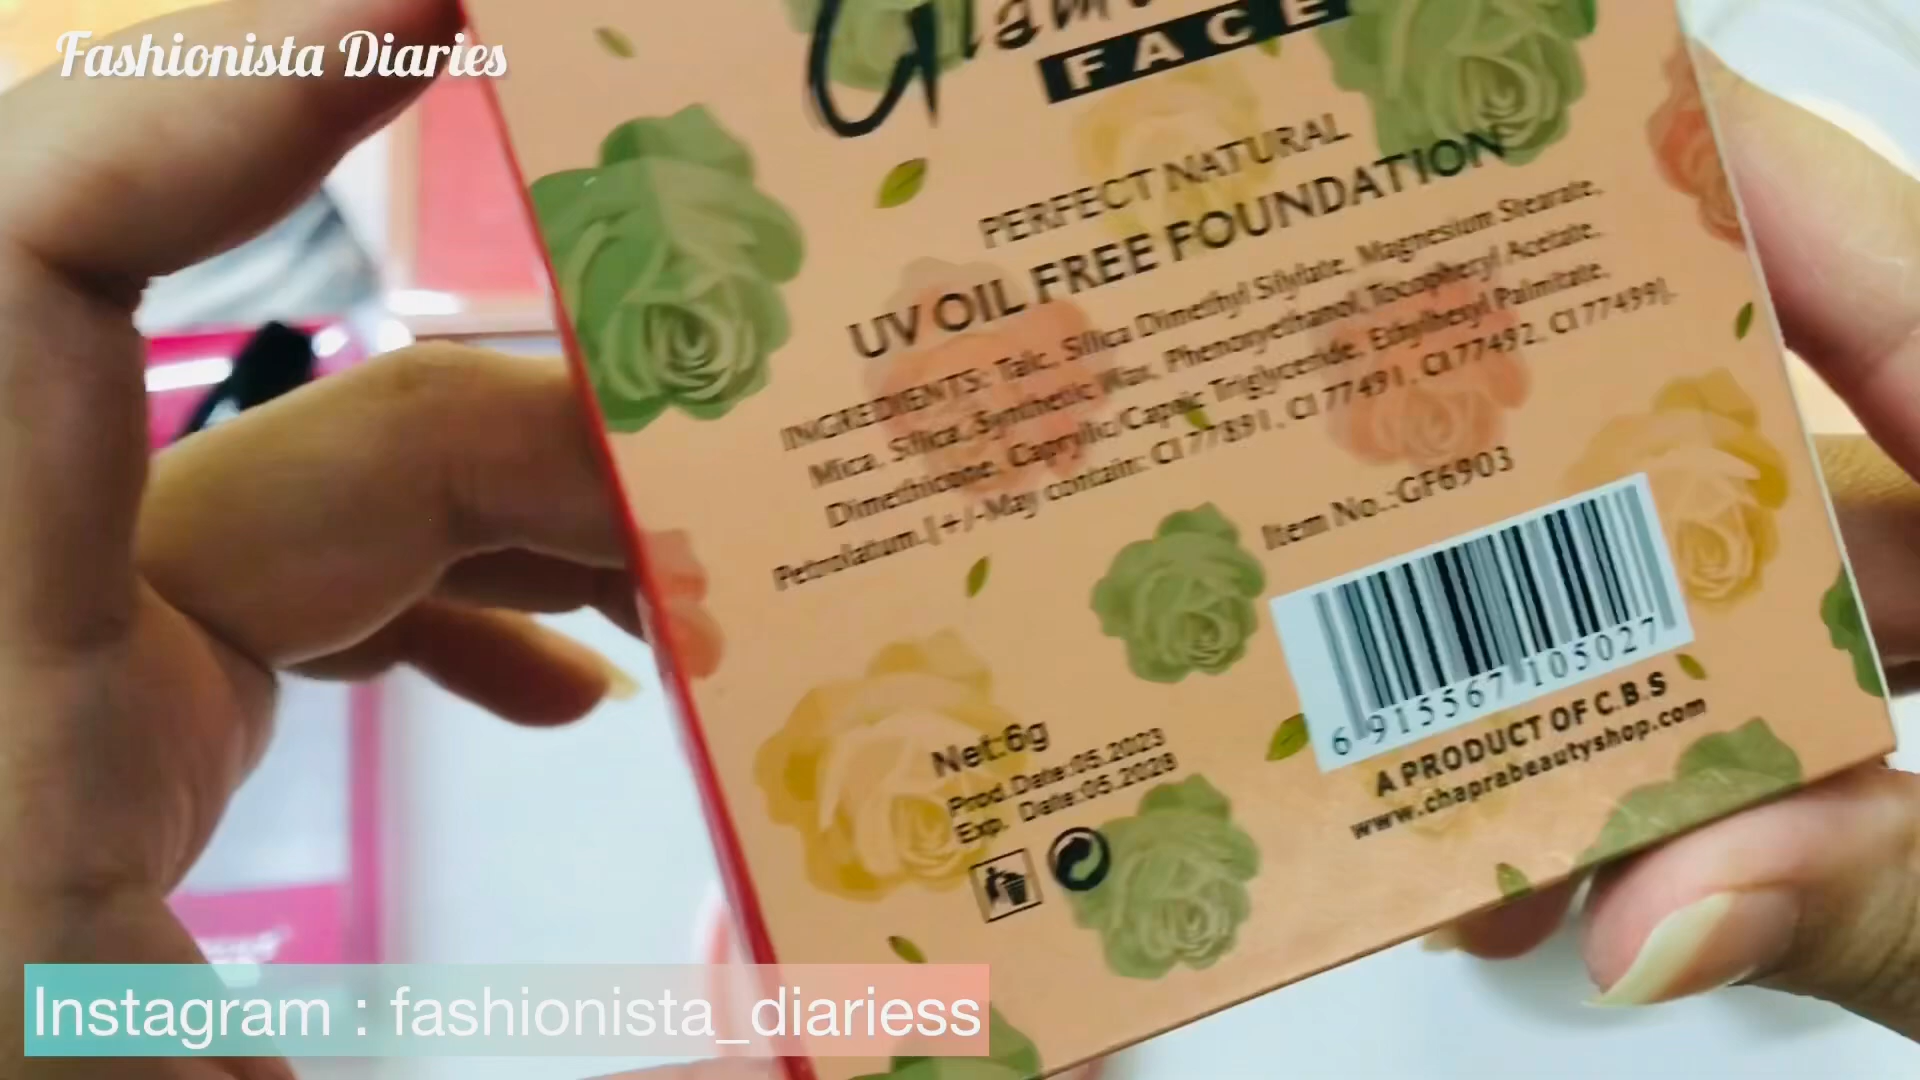 Fashionista Diaries
FACE
PERFECT NATURAL
UV OIL FREE FOUNDATION
INGREDIENTS: Talc, Silica Dimethyl Silylate, Magnesium Stearate,
Mica, Silica, Synthetic Wax, Phenoxyethanol, Tocopheryl Acetate,
Dimethicone, Caprylic/Capric Triglyceride, Ethylhexyl Palmitate,
Petrolatum.[+/-May contain: CI 77891, CI 77491, CI 77492, CI 77499].
Item No.:GF6903
6 915567 105027
A PRODUCT OF C.B.S
www.chaprabeautyshop.com
Net:6g
Prod.Date:05.2023
Exp. Date:05.2028
Instagram : fashionista_diariess